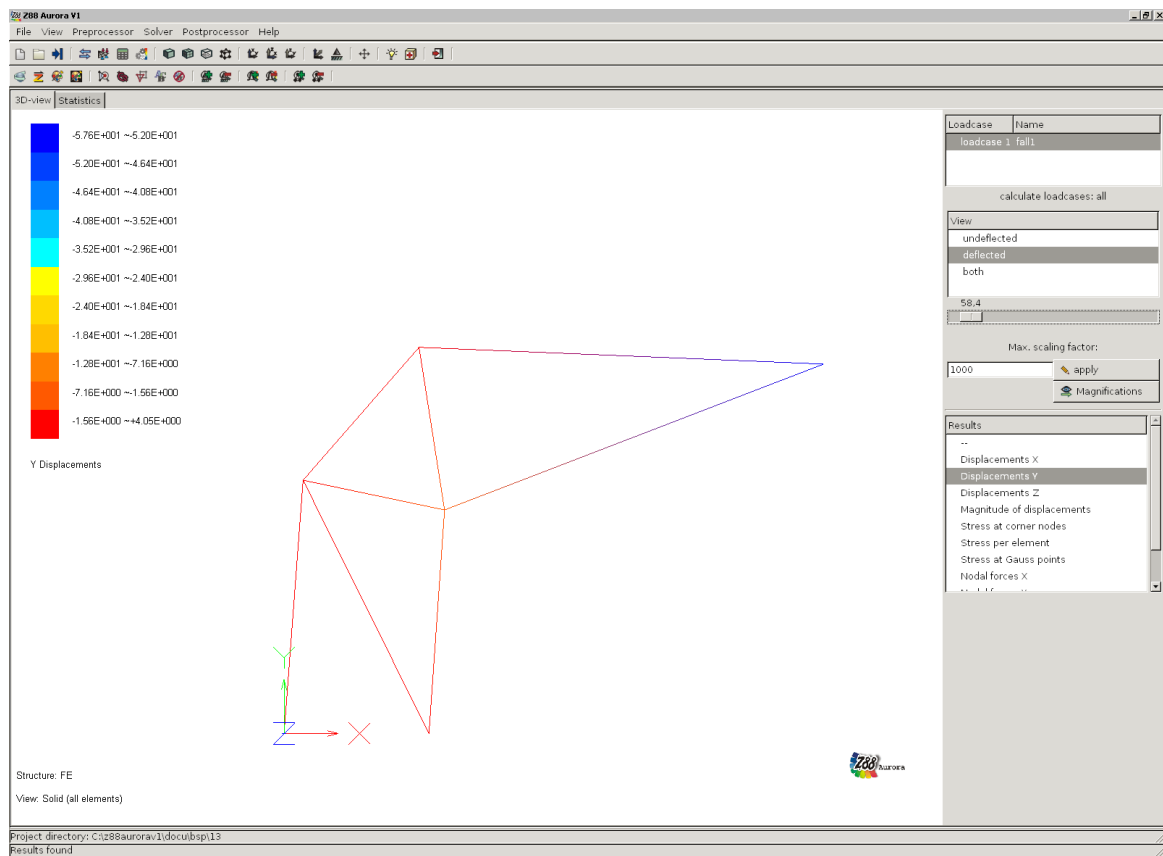 Z88 Aurora V1
File View Preprocessor Solver Postprocessor Help
3D-view Statistics
-5.76E+001 ~-5.20E+001
-5.20E+001 ~-4.64E+001
-4.64E+001 ~-4.08E+001
-4.08E+001 ~-3.52E+001
-3.52E+001 ~-2.96E+001
-2.96E+001 ~-2.40E+001
-2.40E+001 ~-1.84E+001
-1.84E+001 ~-1.28E+001
-1.28E+001 ~-7.16E+000
-7.16E+000 ~-1.56E+000
-1.56E+000 ~+4.05E+000
Y Displacements
Y
Z
X
Z88 Aurora
Structure: FE
View: Solid (all elements)
Loadcase Name
loadcase 1 fall1
calculate loadcases: all
View
undeflected
deflected
both
58,4
Max. scaling factor:
1000 apply
Magnifications
Results
--
Displacements X
Displacements Y
Displacements Z
Magnitude of displacements
Stress at corner nodes
Stress per element
Stress at Gauss points
Nodal forces X
Project directory: C:\z88aurorav1\docu\bsp\13
Results found